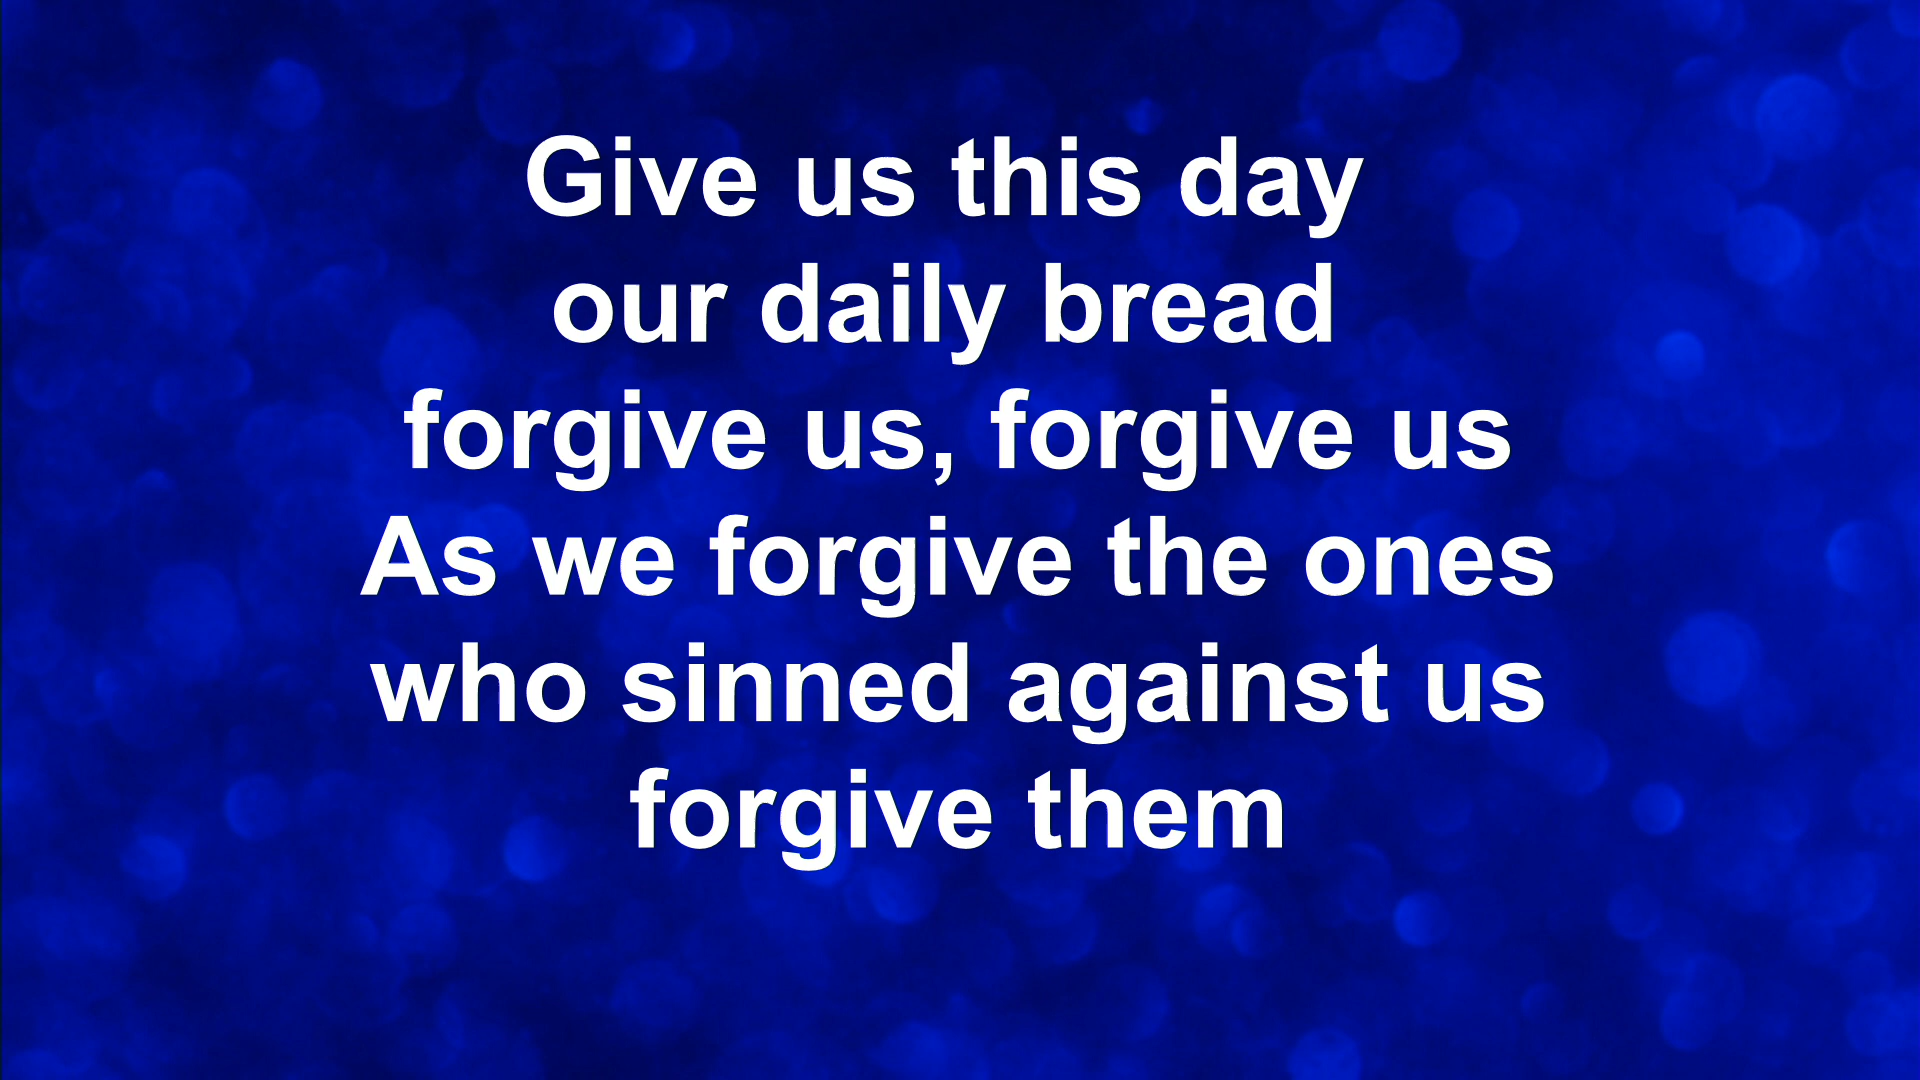 Give us this day
our daily bread
forgive us, forgive us
As we forgive the ones
who sinned against us
forgive them